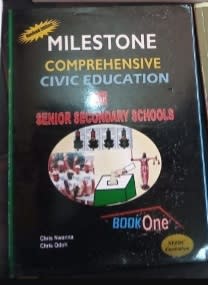 MILESTONE
COMPREHENSIVE
CIVIC EDUCATION
SENIOR SECONDARY SCHOOLS
BOOK One
Chris Nwanna
Chris Odoh